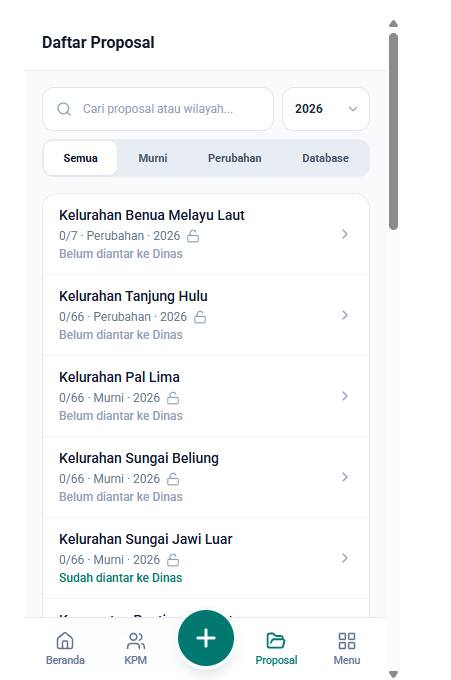 Daftar Proposal
Cari proposal atau wilayah...
2026
Semua
Murni
Perubahan
Database
Kelurahan Benua Melayu Laut
0/7 · Perubahan · 2026
Belum diantar ke Dinas
Kelurahan Tanjung Hulu
0/66 · Perubahan · 2026
Belum diantar ke Dinas
Kelurahan Pal Lima
0/66 · Murni · 2026
Belum diantar ke Dinas
Kelurahan Sungai Beliung
0/66 · Murni · 2026
Belum diantar ke Dinas
Kelurahan Sungai Jawi Luar
0/66 · Murni · 2026
Sudah diantar ke Dinas
Beranda
KPM
Proposal
Menu